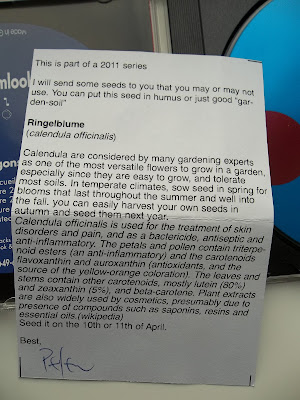 This is part of a 2011 series
I will send some seeds to you that you may or may not
use. You can put this seed in humus or just good "gar-
den-soil"
Ringelblume
(calendula officinalis)
Calendula are considered by many gardening experts
as one of the most versatile flowers to grow in a garden,
especially since they are easy to grow, and tolerate
most soils. In temperate climates, sow seed in spring for
blooms that last throughout the summer and well into
the fall. you can easily harvest your own seeds in
autumn and seed them next year.
Calendula officinalis is used for the treatment of skin
disorders and pain, and as a bactericide, antiseptic and
anti-inflammatory. The petals and pollen contain triterpe-
noid esters (an anti-inflammatory) and the carotenoids
flavoxanthin and auroxanthin (antioxidants, and the
source of the yellow-orange coloration). The leaves and
stems contain other carotenoids, mostly lutein (80%)
and zeaxanthin (5%), and beta-carotene. Plant extracts
are also widely used by cosmetics, presumably due to
presence of compounds such as saponins, resins and
essential oils (wikipedia)
Seed it on the 10th or 11th of April.
Best,